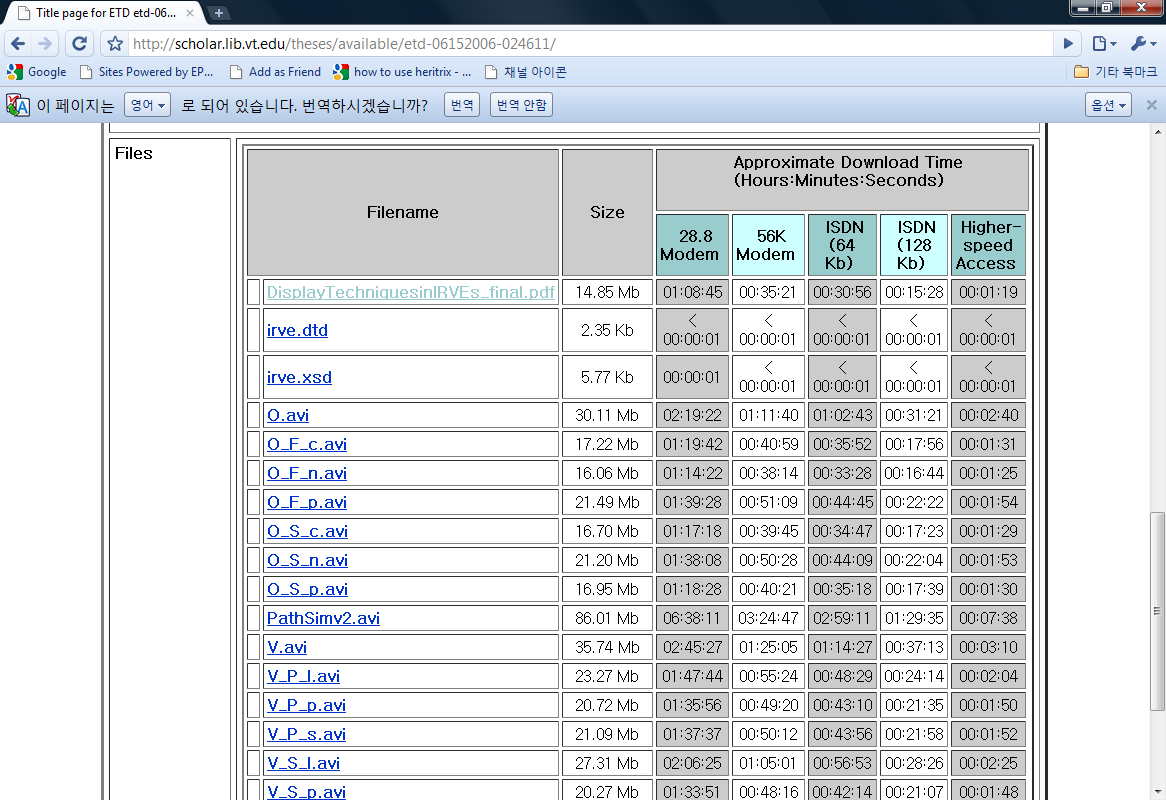 Title page for ETD etd-06...
http://scholar.lib.vt.edu/theses/available/etd-06152006-024611/
Google Sites Powered by EP... Add as Friend how to use heritrix - ... 채널 아이콘 기타 북마크
이 페이지는 영어 로 되어 있습니다. 번역하시겠습니까? 번역 번역 안함 옵션
Files
Filename Size Approximate Download Time
(Hours:Minutes:Seconds)
28.8 Modem 56K Modem ISDN (64 Kb) ISDN (128 Kb) Higher-speed Access
DisplayTechniquesinIRVEs_final.pdf 14.85 Mb 01:08:45 00:35:21 00:30:56 00:15:28 00:01:19
irve.dtd 2.35 Kb < 00:00:01 < 00:00:01 < 00:00:01 < 00:00:01 < 00:00:01
irve.xsd 5.77 Kb 00:00:01 < 00:00:01 < 00:00:01 < 00:00:01 < 00:00:01
O.avi 30.11 Mb 02:19:22 01:11:40 01:02:43 00:31:21 00:02:40
O_F_c.avi 17.22 Mb 01:19:42 00:40:59 00:35:52 00:17:56 00:01:31
O_F_n.avi 16.06 Mb 01:14:22 00:38:14 00:33:28 00:16:44 00:01:25
O_F_p.avi 21.49 Mb 01:39:28 00:51:09 00:44:45 00:22:22 00:01:54
O_S_c.avi 16.70 Mb 01:17:18 00:39:45 00:34:47 00:17:23 00:01:29
O_S_n.avi 21.20 Mb 01:38:08 00:50:28 00:44:09 00:22:04 00:01:53
O_S_p.avi 16.95 Mb 01:18:28 00:40:21 00:35:18 00:17:39 00:01:30
PathSimv2.avi 86.01 Mb 06:38:11 03:24:47 02:59:11 01:29:35 00:07:38
V.avi 35.74 Mb 02:45:27 01:25:05 01:14:27 00:37:13 00:03:10
V_P_l.avi 23.27 Mb 01:47:44 00:55:24 00:48:29 00:24:14 00:02:04
V_P_p.avi 20.72 Mb 01:35:56 00:49:20 00:43:10 00:21:35 00:01:50
V_P_s.avi 21.09 Mb 01:37:37 00:50:12 00:43:56 00:21:58 00:01:52
V_S_l.avi 27.31 Mb 02:06:25 01:05:01 00:56:53 00:28:26 00:02:25
V_S_p.avi 20.27 Mb 01:33:51 00:48:16 00:42:14 00:21:07 00:01:48